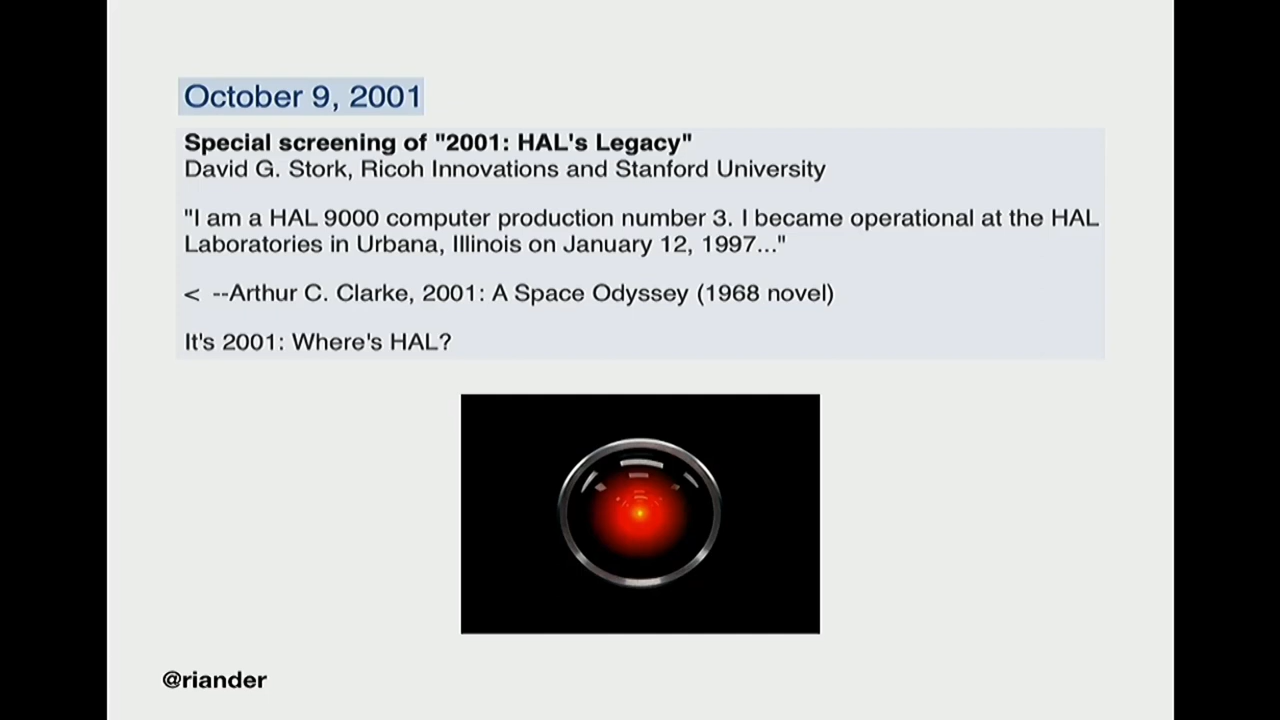 October 9, 2001
Special screening of "2001: HAL's Legacy"
David G. Stork, Ricoh Innovations and Stanford University
"I am a HAL 9000 computer production number 3. I became operational at the HAL
Laboratories in Urbana, Illinois on January 12, 1997..."
< --Arthur C. Clarke, 2001: A Space Odyssey (1968 novel)
It's 2001: Where's HAL?
@riander